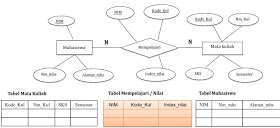 NIM
NIM
Kode_Kul
Kode_Kul
Nm_Kul
Mahasiswa
N
Mempelajari
N
Mata kuliah
Nm_mhs
Alamat_mhs
Index_nilai
SKS
Semester
Tabel Mata Kuliah
Tabel Mempelajari / Nilai
Tabel Mahasiswa
Kode_Kul Nm_Kul SKS Semester
NIM Kode_Kul Index_nilai
NIM Nm_mhs Alamat_mhs